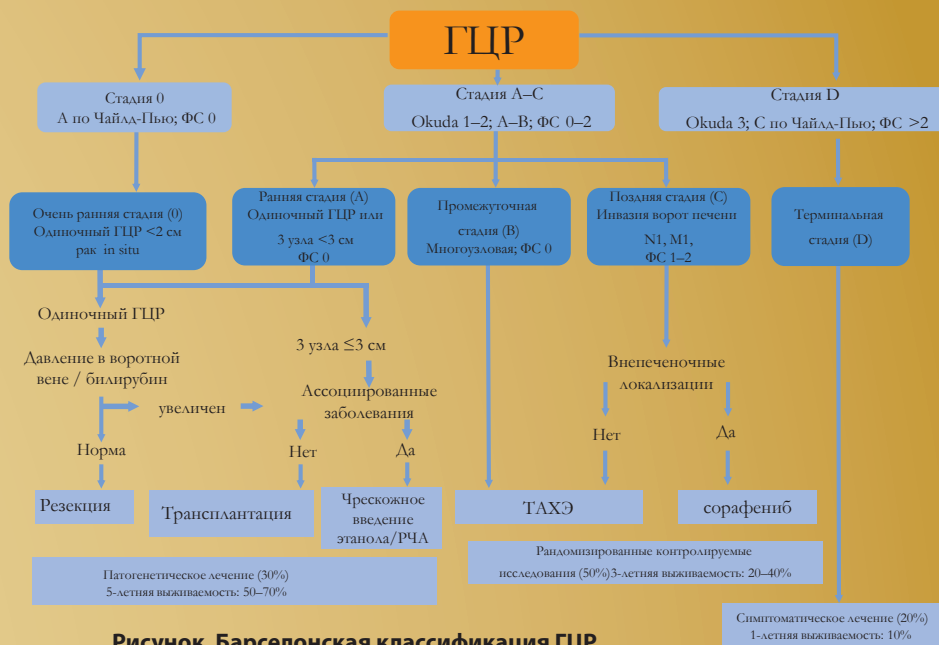 ГЦР
Стадия 0
А по Чайлд-Пью; ФС 0
Стадия А–С
Okuda 1–2; А–В; ФС 0–2
Стадия D
Okuda 3; С по Чайлд-Пью; ФС >2
Очень ранняя стадия (0)
Одиночный ГЦР <2 см
рак in situ
Ранняя стадия (А)
Одиночный ГЦР или
3 узла <3 см
ФС 0
Промежуточная
стадия (В)
Многоузловая; ФС 0
Поздняя стадия (С)
Инвазия ворот печени
N1, M1,
ФС 1–2
Терминальная
стадия (D)
Одиночный ГЦР
Давление в воротной
вене / билирубин
увеличен
Норма
3 узла ≤3 см
Ассоциированные
заболевания
Нет
Да
Внепеченочные
локализации
Нет
Да
Резекция
Трансплантация
Чрескожное
введение
этанола/РЧА
ТАХЭ
сорафениб
Патогенетическое лечение (30%)
5-летняя выживаемость: 50–70%
Рандомизированные контролируемые
исследования (50%)3-летняя выживаемость: 20–40%
Симптоматическое лечение (20%)
1-летняя выживаемость: 10%
Рисунок. Барселонская классификация ГЦР